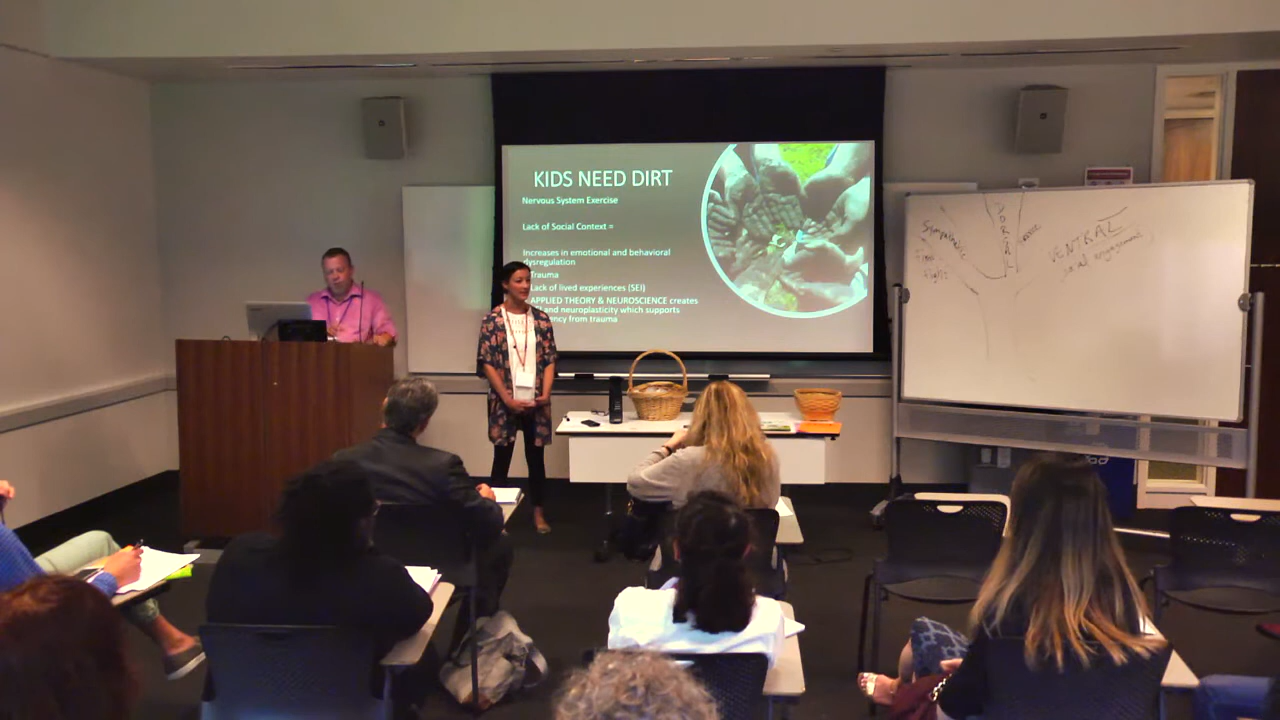 KIDS NEED DIRT
Nervous System Exercise
Lack of Social Context =
Increases in emotional and behavioral
dysregulation
Trauma
Lack of lived experiences (SEI)
APPLIED THEORY & NEUROSCIENCE creates
and neuroplasticity which supports
from trauma
Sympathetic
flight
DORSAL
VENTRAL
social engagement